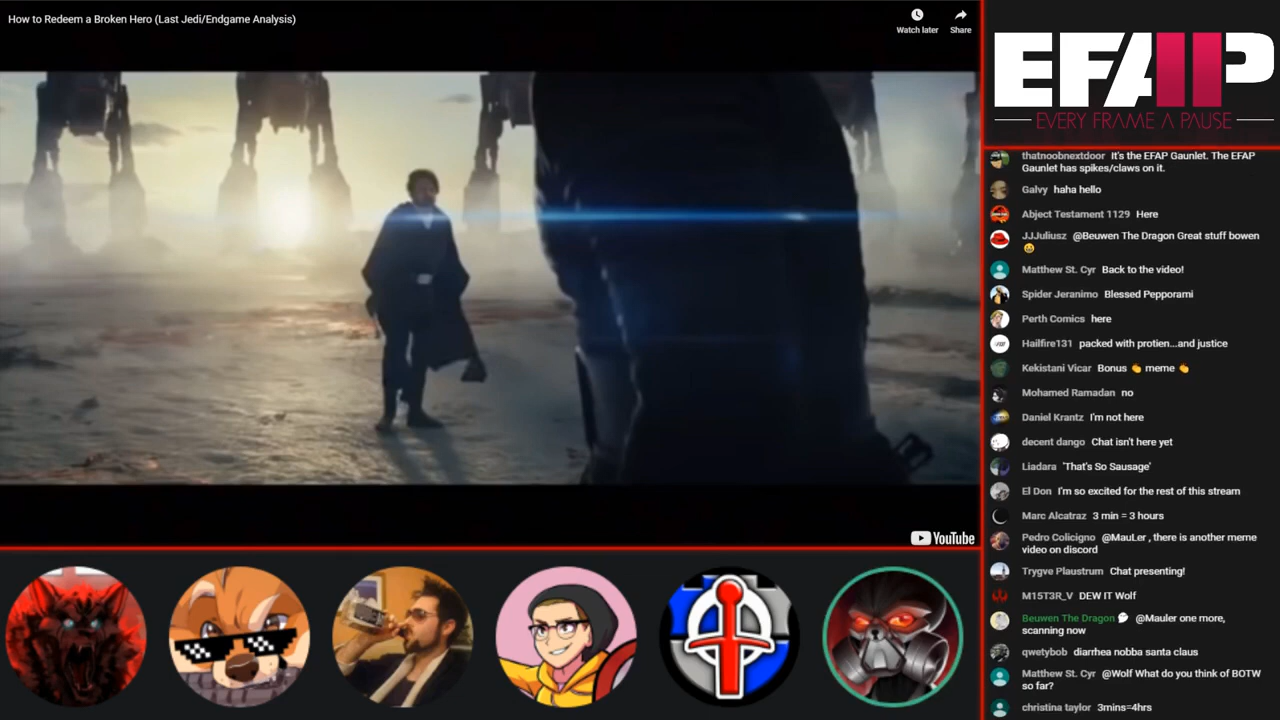 How to Redeem a Broken Hero (Last Jedi/Endgame Analysis)
Watch later
Share
YouTube
EFAP
EVERY FRAME A PAUSE
thatnoobnextdoor It's the EFAP Gaunlet. The EFAP
Gaunlet has spikes/claws on it.
Galvy haha hello
Abject Testament 1129 Here
JJJuliusz @Beuwen The Dragon Great stuff bowen
😄
Matthew St. Cyr Back to the video!
Spider Jeranimo Blessed Pepporami
Perth Comics here
Hailfire131 packed with protien...and justice
Kekistani Vicar Bonus 👏 meme 👏
Mohamed Ramadan no
Daniel Krantz I'm not here
decent dango Chat isn't here yet
Liadara 'That's So Sausage'
El Don I'm so excited for the rest of this stream
Marc Alcatraz 3 min = 3 hours
Pedro Colicigno @MauLer , there is another meme
video on discord
Trygve Plaustrum Chat presenting!
M15T3R_V DEW IT Wolf
Beuwen The Dragon @Mauler one more,
scanning now
qwetybob diarrhea nobba santa claus
Matthew St. Cyr @Wolf What do you think of BOTW
so far?
christina taylor 3mins=4hrs